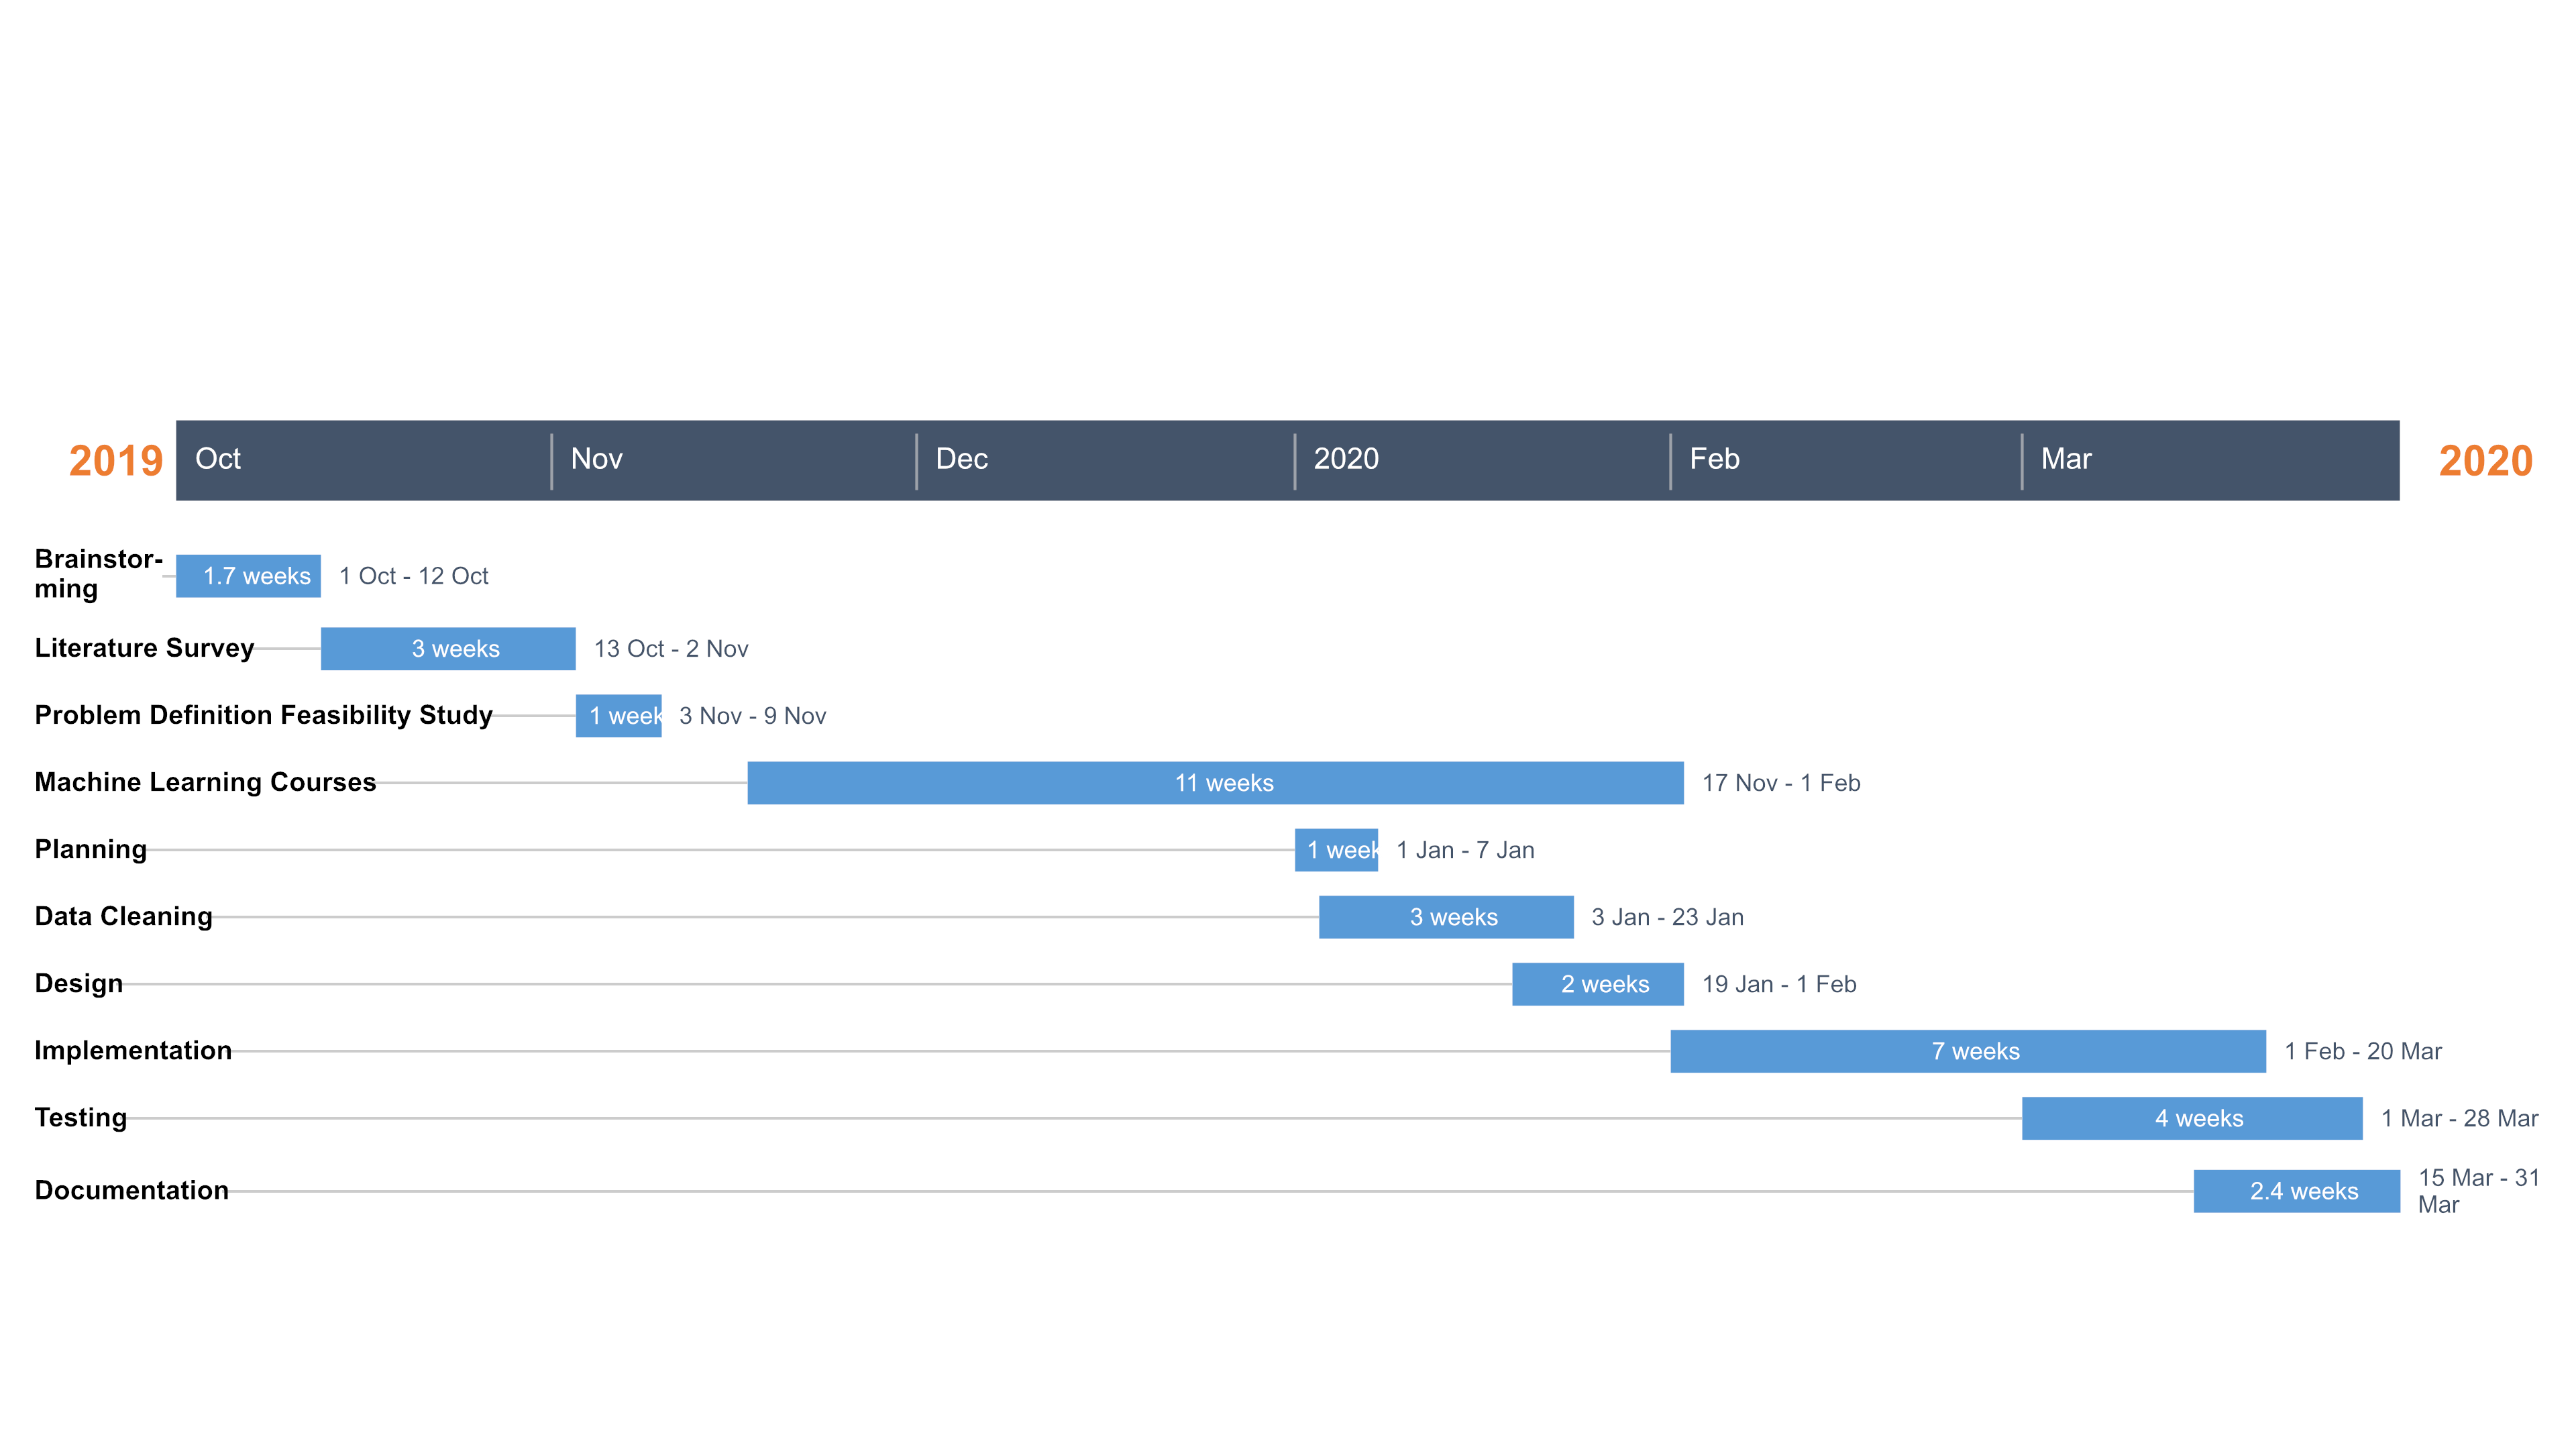 2019 Oct Nov Dec 2020 Feb Mar 2020
Brainstor-
ming
1.7 weeks 1 Oct - 12 Oct
Literature Survey 3 weeks 13 Oct - 2 Nov
Problem Definition Feasibility Study 1 week 3 Nov - 9 Nov
Machine Learning Courses 11 weeks 17 Nov - 1 Feb
Planning 1 week 1 Jan - 7 Jan
Data Cleaning 3 weeks 3 Jan - 23 Jan
Design 2 weeks 19 Jan - 1 Feb
Implementation 7 weeks 1 Feb - 20 Mar
Testing 4 weeks 1 Mar - 28 Mar
Documentation 2.4 weeks 15 Mar - 31
Mar